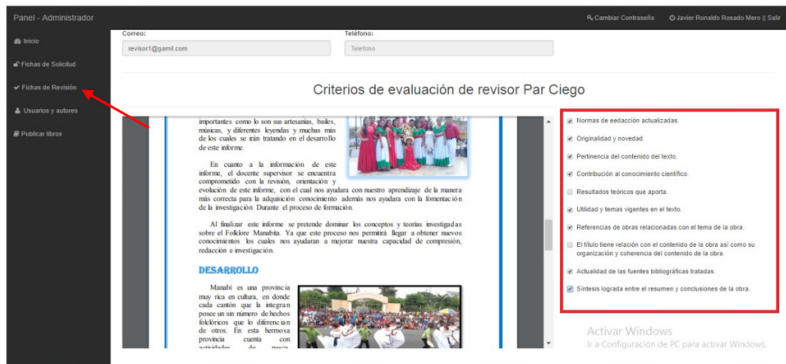 Panel - Administrador
Cambiar Contraseña
Javier Ronaldo Rosado Mero || Salir
Inicio
Fichas de Solicitud
Fichas de Revisión
Usuarios y autores
Publicar libros
Correo:
Teléfono:
revisor1@gamil.com
Telefono
Criterios de evaluación de revisor Par Ciego
importantes como lo son sus artesanías, bailes,
músicas, y diferentes leyendas y muchas más
de los cuales se irán tratando en el desarrollo
de este informe.
En cuanto a la información de este
informe, el docente supervisor se encuentra
comprometido con la revisión, orientación y
evolución de este informe, con el cual nos ayudara con nuestro aprendizaje de la manera
más correcta para la adquisición conocimiento además nos ayudara con la fomentación
de la investigación Durante el proceso de formación.
Al finalizar este informe se pretende dominar los conceptos y teorías investigadas
sobre el Folklore Manabita. Ya que este proceso nos permitirá llegar a obtener nuevos
conocimientos los cuales nos ayudaran a mejorar nuestra capacidad de compresión,
redacción e investigación.
DESARROLLO
Manabí es una provincia
muy rica en cultura, en donde
cada cantón que la integran
posee un sin número de hechos
folclóricos que lo diferencian
de otros. En esta hermosa
provincia cuenta con
actividades de pesca,
Normas de eedacción actualizadas.
Originalidad y novedad.
Pertinencia del contenido del texto.
Contribución al conocimiento científico.
Resultados teóricos que aporta.
Utilidad y temas vigentes en el texto.
Referencias de obras relacionadas con el tema de la obra.
El título tiene relación con el contenido de la obra así como su
organización y coherencia del contenido de la obra.
Actualidad de las fuentes bibliográficas tratadas.
Síntesis lograda entre el resumen y conclusiones de la obra.
Activar Windows
Ir a Configuración de PC para activar Windows.